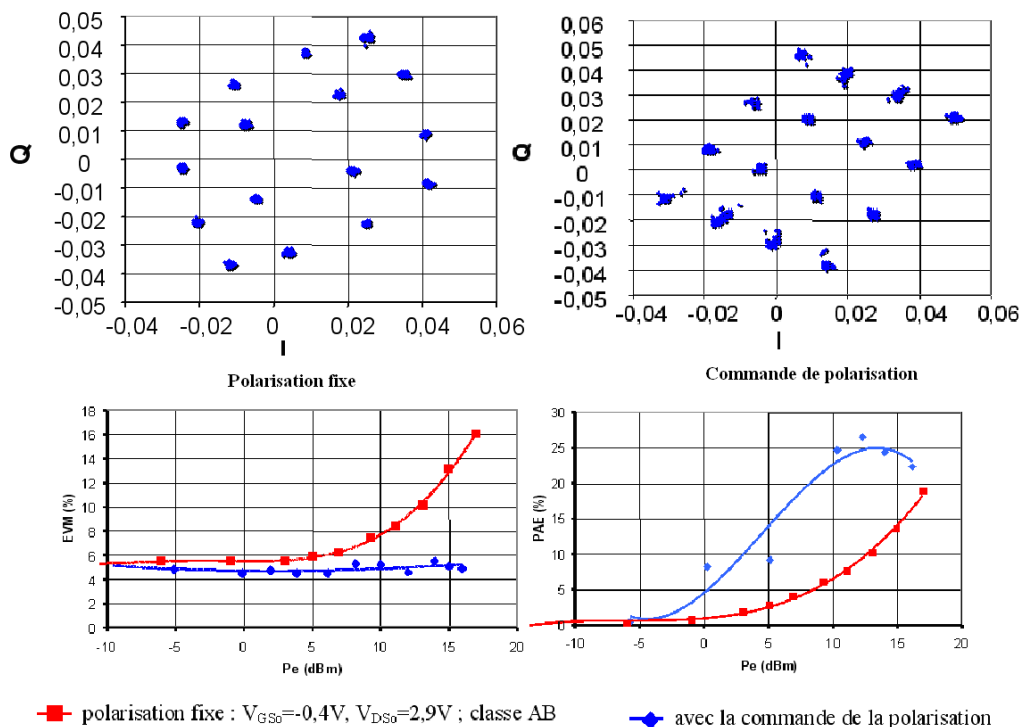 0,05
0,04
0,03
0,02
0,01
0
-0,01
-0,02
-0,03
-0,04
-0,05
Q
-0,04 -0,02 0 0,02 0,04 0,06
I
Polarisation fixe
0,06
0,05
0,04
0,03
0,02
0,01
0
-0,01
-0,02
-0,03
-0,04
-0,05
Q
-0,04 -0,02 0 0,02 0,04 0,06
I
Commande de polarisation
18
16
14
12
10
8
6
4
2
0
EVM (%)
-10 -5 0 5 10 15 20
Pe (dBm)
30
25
20
15
10
5
0
PAE (%)
-10 -5 0 5 10 15 20
Pe (dBm)
polarisation fixe : VGSo=-0,4V, VDSo=2,9V ; classe AB
avec la commande de la polarisation